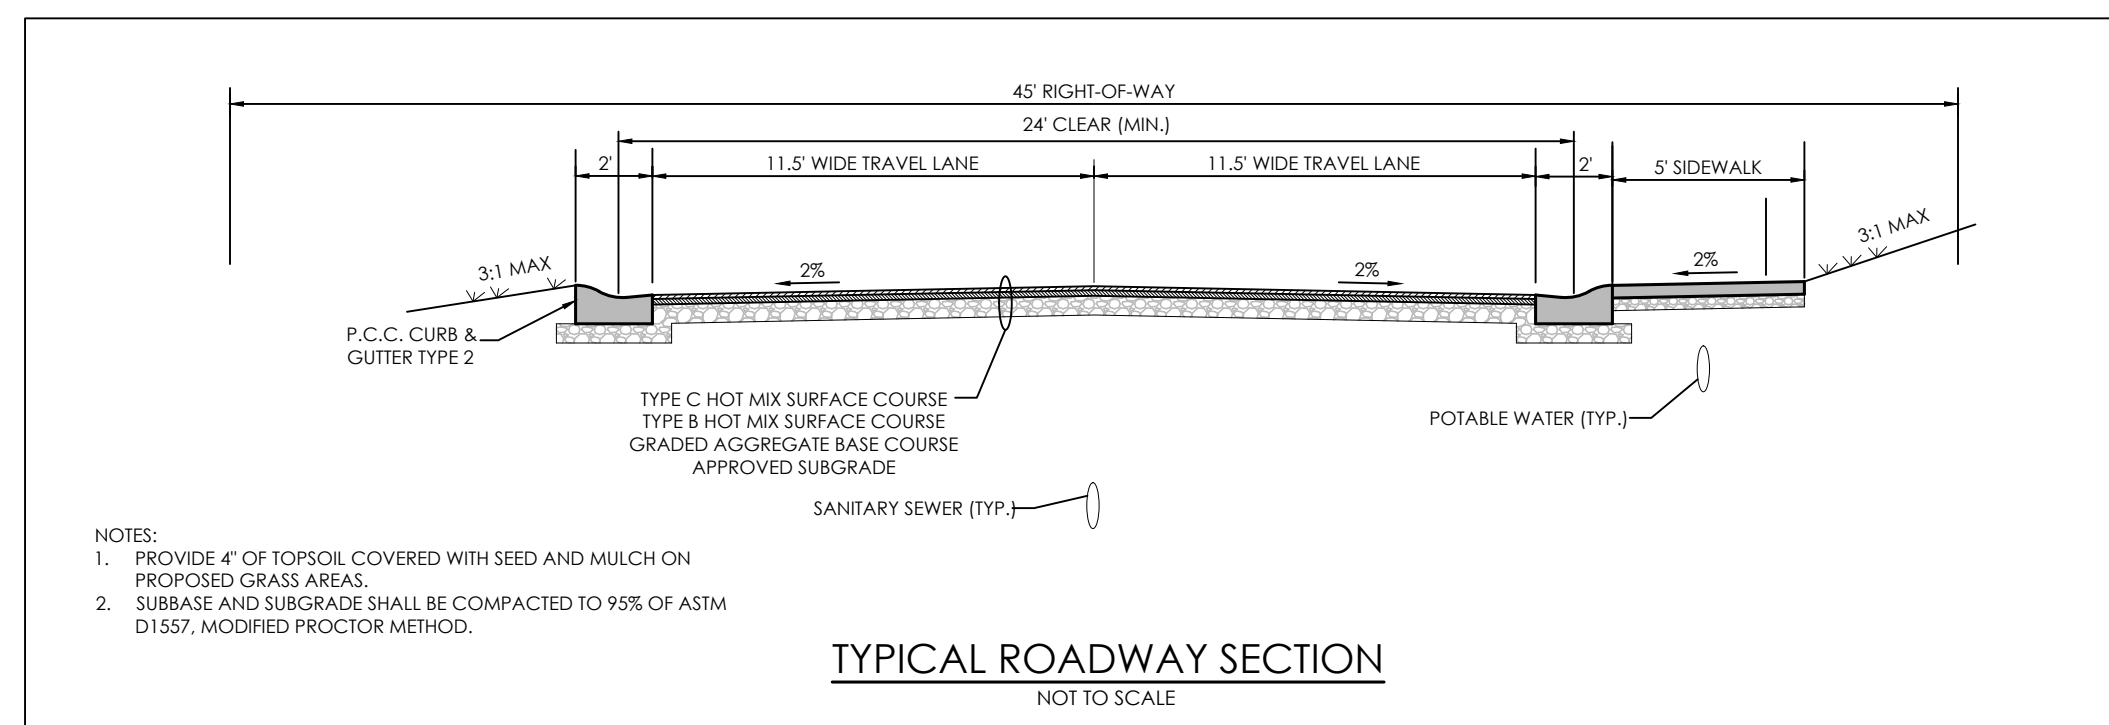 45' RIGHT-OF-WAY
24' CLEAR (MIN.)
2'
11.5' WIDE TRAVEL LANE
11.5' WIDE TRAVEL LANE
2'
5' SIDEWALK
3:1 MAX
2%
2%
2%
3:1 MAX
P.C.C. CURB &
GUTTER TYPE 2
TYPE C HOT MIX SURFACE COURSE
TYPE B HOT MIX SURFACE COURSE
GRADED AGGREGATE BASE COURSE
APPROVED SUBGRADE
POTABLE WATER (TYP.)
SANITARY SEWER (TYP.)
NOTES:
1. PROVIDE 4" OF TOPSOIL COVERED WITH SEED AND MULCH ON
PROPOSED GRASS AREAS.
2. SUBBASE AND SUBGRADE SHALL BE COMPACTED TO 95% OF ASTM
D1557, MODIFIED PROCTOR METHOD.
TYPICAL ROADWAY SECTION
NOT TO SCALE